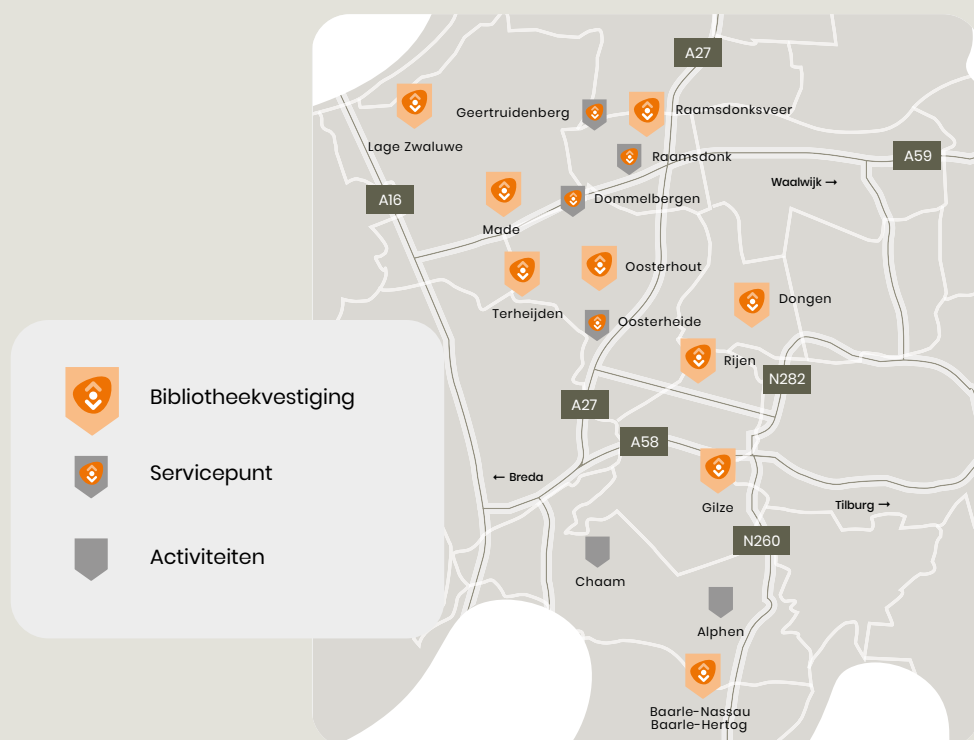 A27
Geertruidenberg
Raamsdonksveer
Lage Zwaluwe
Raamsdonk
A59
Waalwijk →
A16
Dommelbergen
Made
Oosterhout
Terheijden
Dongen
Oosterheide
Rijen
N282
Bibliotheekvestiging
A27
A58
Servicepunt
← Breda
Gilze
Tilburg →
N260
Activiteiten
Chaam
Alphen
Baarle-Nassau
Baarle-Hertog